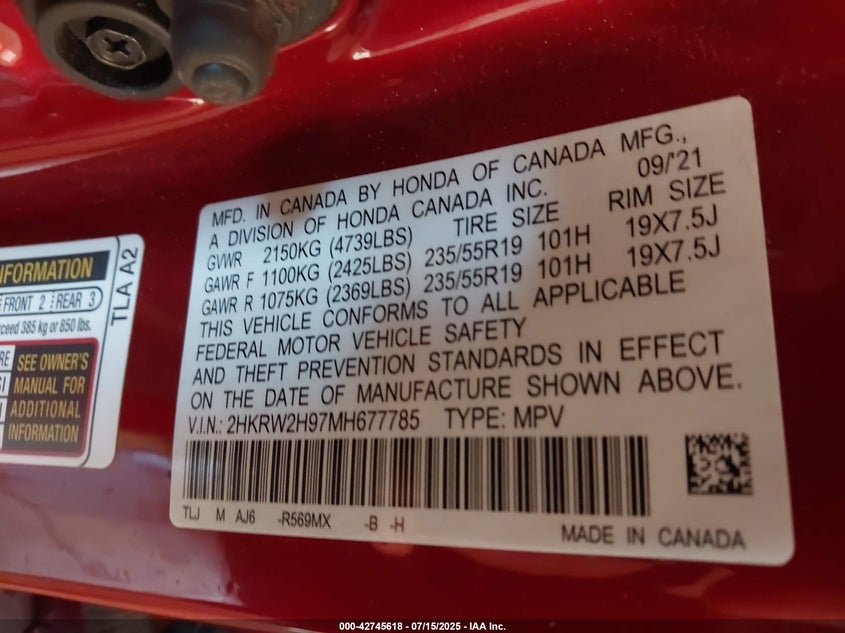 MFD. IN CANADA BY HONDA OF CANADA MFG.,
A DIVISION OF HONDA CANADA INC. 09/'21
GVWR 2150KG (4739LBS) TIRE SIZE RIM SIZE
GAWR F 1100KG (2425LBS) 235/55R19 101H 19X7.5J
GAWR R 1075KG (2369LBS) 235/55R19 101H 19X7.5J
THIS VEHICLE CONFORMS TO ALL APPLICABLE
FEDERAL MOTOR VEHICLE SAFETY
AND THEFT PREVENTION STANDARDS IN EFFECT
ON THE DATE OF MANUFACTURE SHOWN ABOVE.
V.I.N.: 2HKRW2H97MH677785 TYPE: MPV
TLJ M AJ6 -R569MX -B -H
MADE IN CANADA
FRONT 2 REAR 3
385 kg or 850 lbs.
SEE OWNER'S
MANUAL FOR
ADDITIONAL
INFORMATION
TLA A2
000-42745618 - 07/15/2025 - IAA Inc.